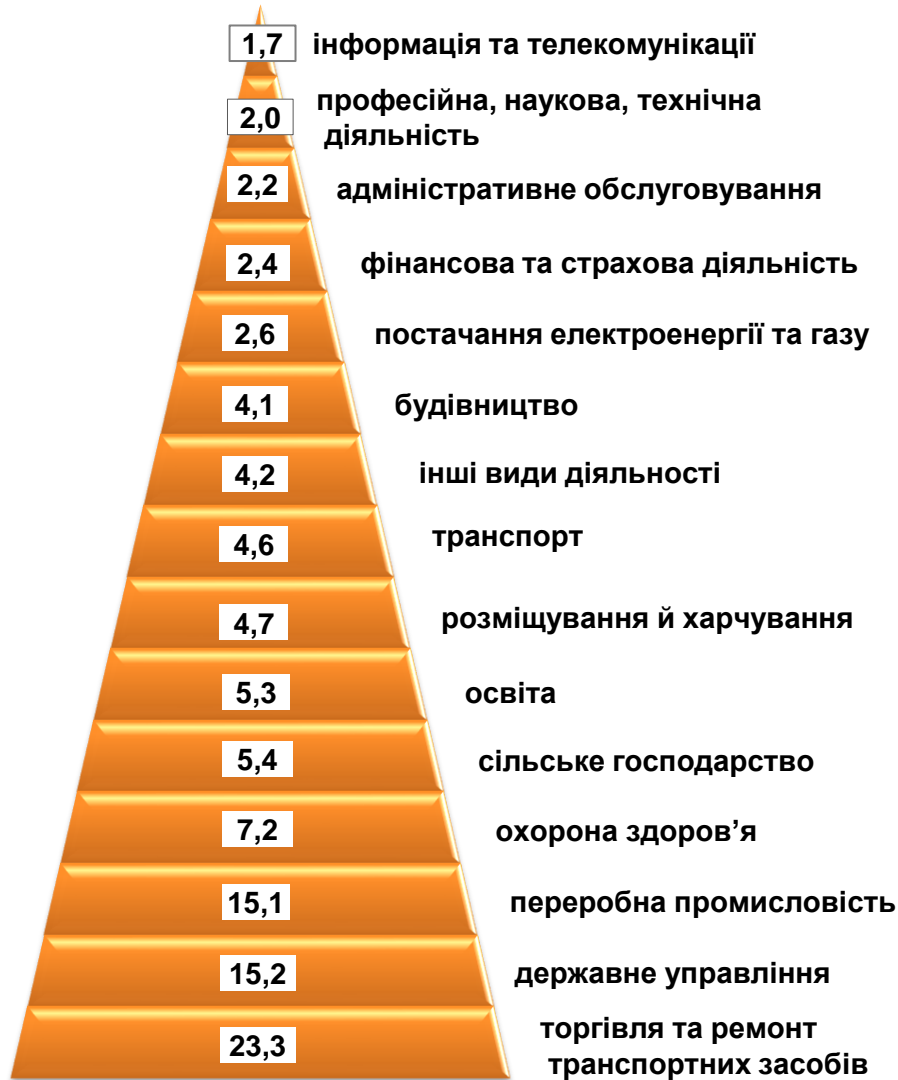 1,7 інформація та телекомунікації
2,0 професійна, наукова, технічна
діяльність
2,2 адміністративне обслуговування
2,4 фінансова та страхова діяльність
2,6 постачання електроенергії та газу
4,1 будівництво
4,2 інші види діяльності
4,6 транспорт
4,7 розміщування й харчування
5,3 освіта
5,4 сільське господарство
7,2 охорона здоров’я
15,1 переробна промисловість
15,2 державне управління
23,3 торгівля та ремонт
транспортних засобів